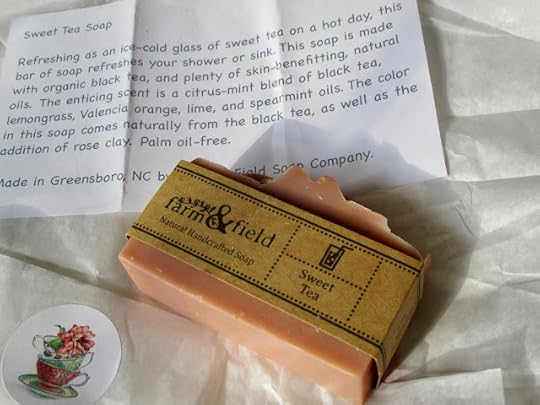 Sweet Tea Soap
Refreshing as an ice-cold glass of sweet tea on a hot day, this
bar of soap refreshes your shower or sink. This soap is made
with organic black tea, and plenty of skin-benefitting, natural
oils. The enticing scent is a citrus-mint blend of black tea,
lemongrass, Valencia orange, lime, and spearmint oils. The color
in this soap comes naturally from the black tea, as well as the
addition of rose clay. Palm oil-free.
Made in Greensboro, NC by Field Soap Company.
farm & field
Natural Handcrafted Soap
Sweet
Tea